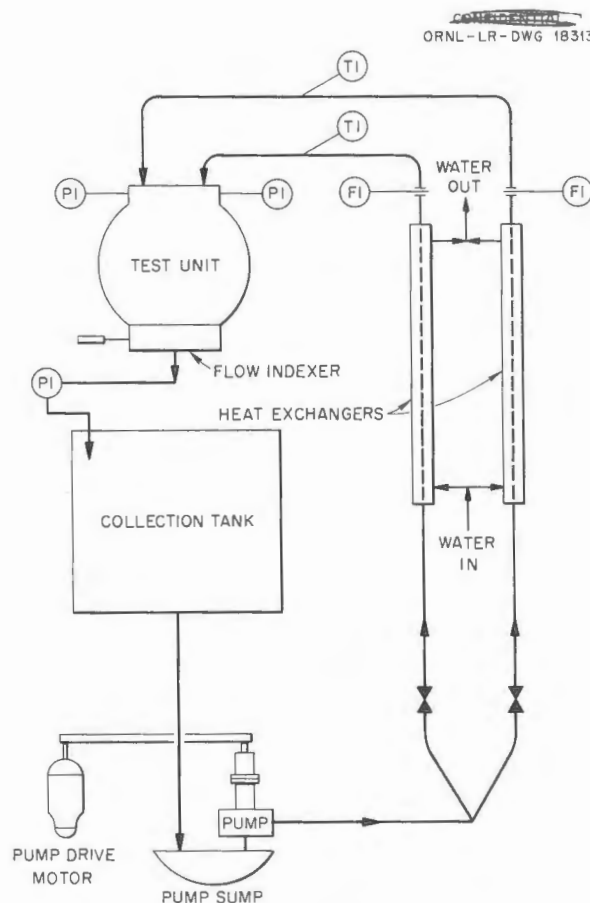 CONFIDENTIAL
ORNL-LR-DWG 18313
TI
TI
PI
PI
FI
FI
WATER
OUT
TEST UNIT
FLOW INDEXER
PI
HEAT EXCHANGERS
COLLECTION TANK
WATER
IN
PUMP
PUMP DRIVE
MOTOR
PUMP SUMP